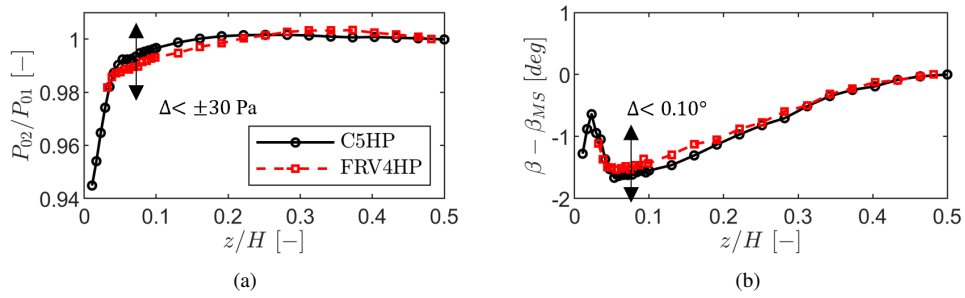 1
0.98
0.96
0.94
P₀₂/P₀₁ [−]
Δ< ±30 Pa
C5HP
FRV4HP
0 0.1 0.2 0.3 0.4 0.5
z/H [−]
(a)
1
0
-1
-2
β − β_MS [deg]
Δ< 0.10°
0 0.1 0.2 0.3 0.4 0.5
z/H [−]
(b)